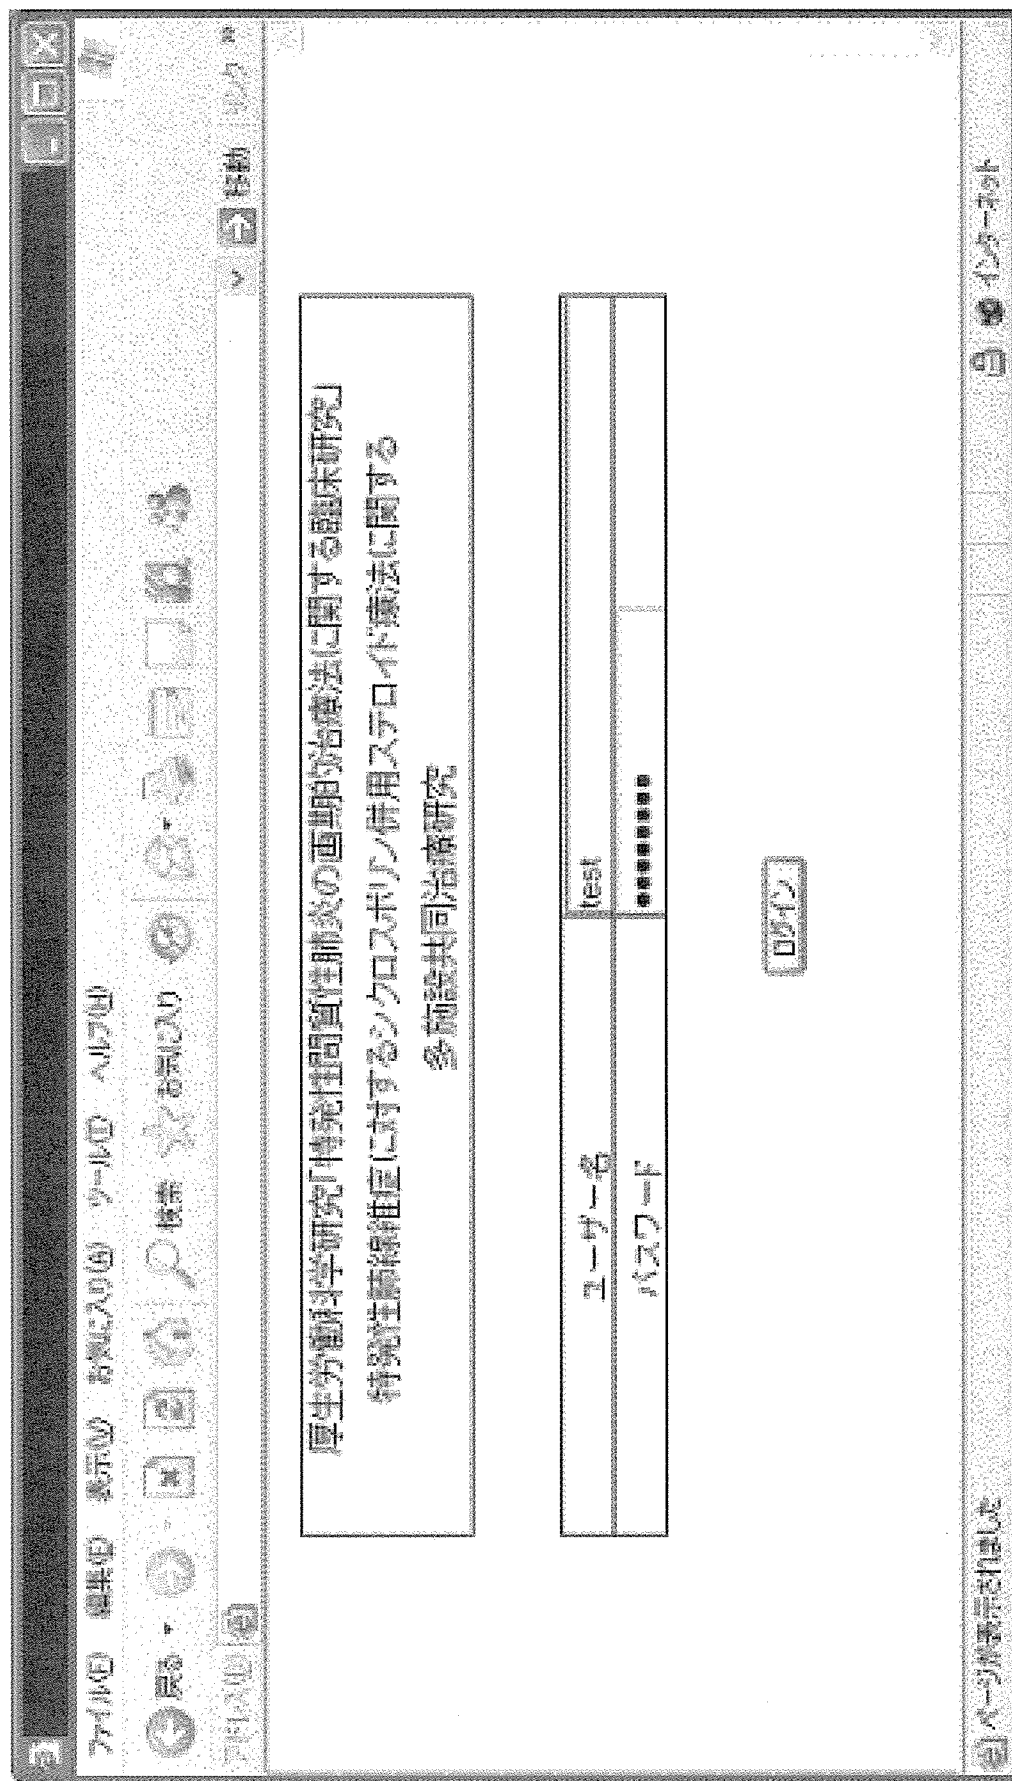 ファイル(F) 編集(E) 表示(V) お気に入り(A) ツール(T) ヘルプ(H)
戻る 検索 お気に入り
アドレス(D) 移動 リンク »
厚生労働科学研究「特発性間質性肺炎の画期的治療法に関する臨床研究」
特発性肺線維症に対するシクロスポリン併用ステロイド療法に関する
多施設共同治療研究
ユーザー名 test
パスワード ●●●●●●●●
ログイン
ページが表示されました インターネット